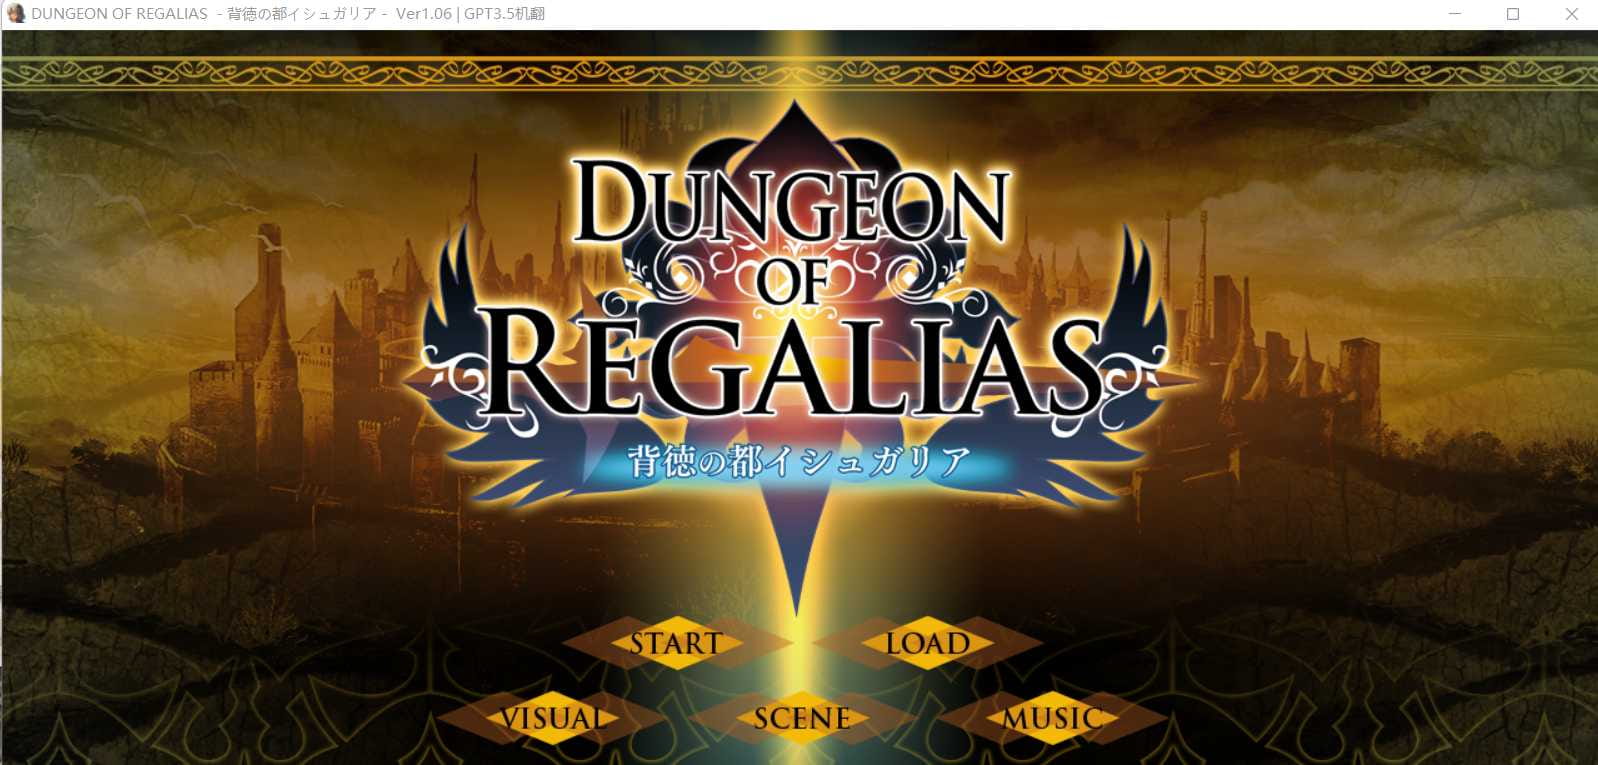 DUNGEON OF REGALIAS - 背徳の都イシュガリア - Ver1.06 | GPT3.5机翻
DUNGEON
OF
REGALIAS
背徳の都イシュガリア
START LOAD
VISUAL SCENE MUSIC